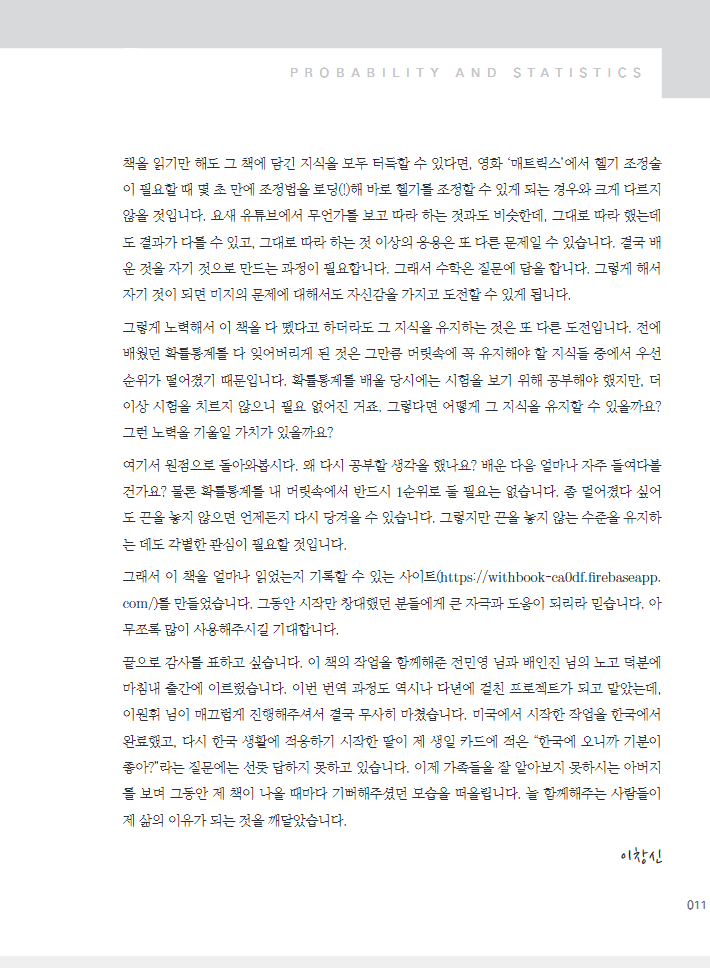 PROBABILITY AND STATISTICS
책을 읽기만 해도 그 책에 담긴 지식을 모두 터득할 수 있다면, 영화 ‘매트릭스’에서 헬기 조정술
이 필요할 때 몇 초 만에 조정법을 로딩(!)해 바로 헬기를 조정할 수 있게 되는 경우와 크게 다르지
않을 것입니다. 요새 유튜브에서 무언가를 보고 따라 하는 것과도 비슷한데, 그대로 따라 했는데
도 결과가 다를 수 있고, 그대로 따라 하는 것 이상의 응용은 또 다른 문제일 수 있습니다. 결국 배
운 것을 자기 것으로 만드는 과정이 필요합니다. 그래서 수학은 질문에 답을 합니다. 그렇게 해서
자기 것이 되면 미지의 문제에 대해서도 자신감을 가지고 도전할 수 있게 됩니다.
그렇게 노력해서 이 책을 다 뗐다고 하더라도 그 지식을 유지하는 것은 또 다른 도전입니다. 전에
배웠던 확률통계를 다 잊어버리게 된 것은 그만큼 머릿속에 꼭 유지해야 할 지식들 중에서 우선
순위가 떨어졌기 때문입니다. 확률통계를 배울 당시에는 시험을 보기 위해 공부해야 했지만, 더
이상 시험을 치르지 않으니 필요 없어진 거죠. 그렇다면 어떻게 그 지식을 유지할 수 있을까요?
그런 노력을 기울일 가치가 있을까요?
여기서 원점으로 돌아와봅시다. 왜 다시 공부할 생각을 했나요? 배운 다음 얼마나 자주 들여다볼
건가요? 물론 확률통계를 내 머릿속에서 반드시 1순위로 둘 필요는 없습니다. 좀 멀어졌다 싶어
도 끈을 놓지 않으면 언제든지 다시 당겨올 수 있습니다. 그렇지만 끈을 놓지 않는 수준을 유지하
는 데도 각별한 관심이 필요할 것입니다.
그래서 이 책을 얼마나 읽었는지 기록할 수 있는 사이트(https://withbook-ca0df.firebaseapp.
com/)를 만들었습니다. 그동안 시작만 창대했던 분들에게 큰 자극과 도움이 되리라 믿습니다. 아
무쪼록 많이 사용해주시길 기대합니다.
끝으로 감사를 표하고 싶습니다. 이 책의 작업을 함께해준 전민영 님과 배인진 님의 노고 덕분에
마침내 출간에 이르렀습니다. 이번 번역 과정도 역시나 다년에 걸친 프로젝트가 되고 말았는데,
이원휘 님이 매끄럽게 진행해주셔서 결국 무사히 마쳤습니다. 미국에서 시작한 작업을 한국에서
완료했고, 다시 한국 생활에 적응하기 시작한 딸이 제 생일 카드에 적은 “한국에 오니까 기분이
좋아?”라는 질문에는 선뜻 답하지 못하고 있습니다. 이제 가족들을 잘 알아보지 못하시는 아버지
를 보며 그동안 제 책이 나올 때마다 기뻐해주셨던 모습을 떠올립니다. 늘 함께해주는 사람들이
제 삶의 이유가 되는 것을 깨달았습니다.
이창신
011